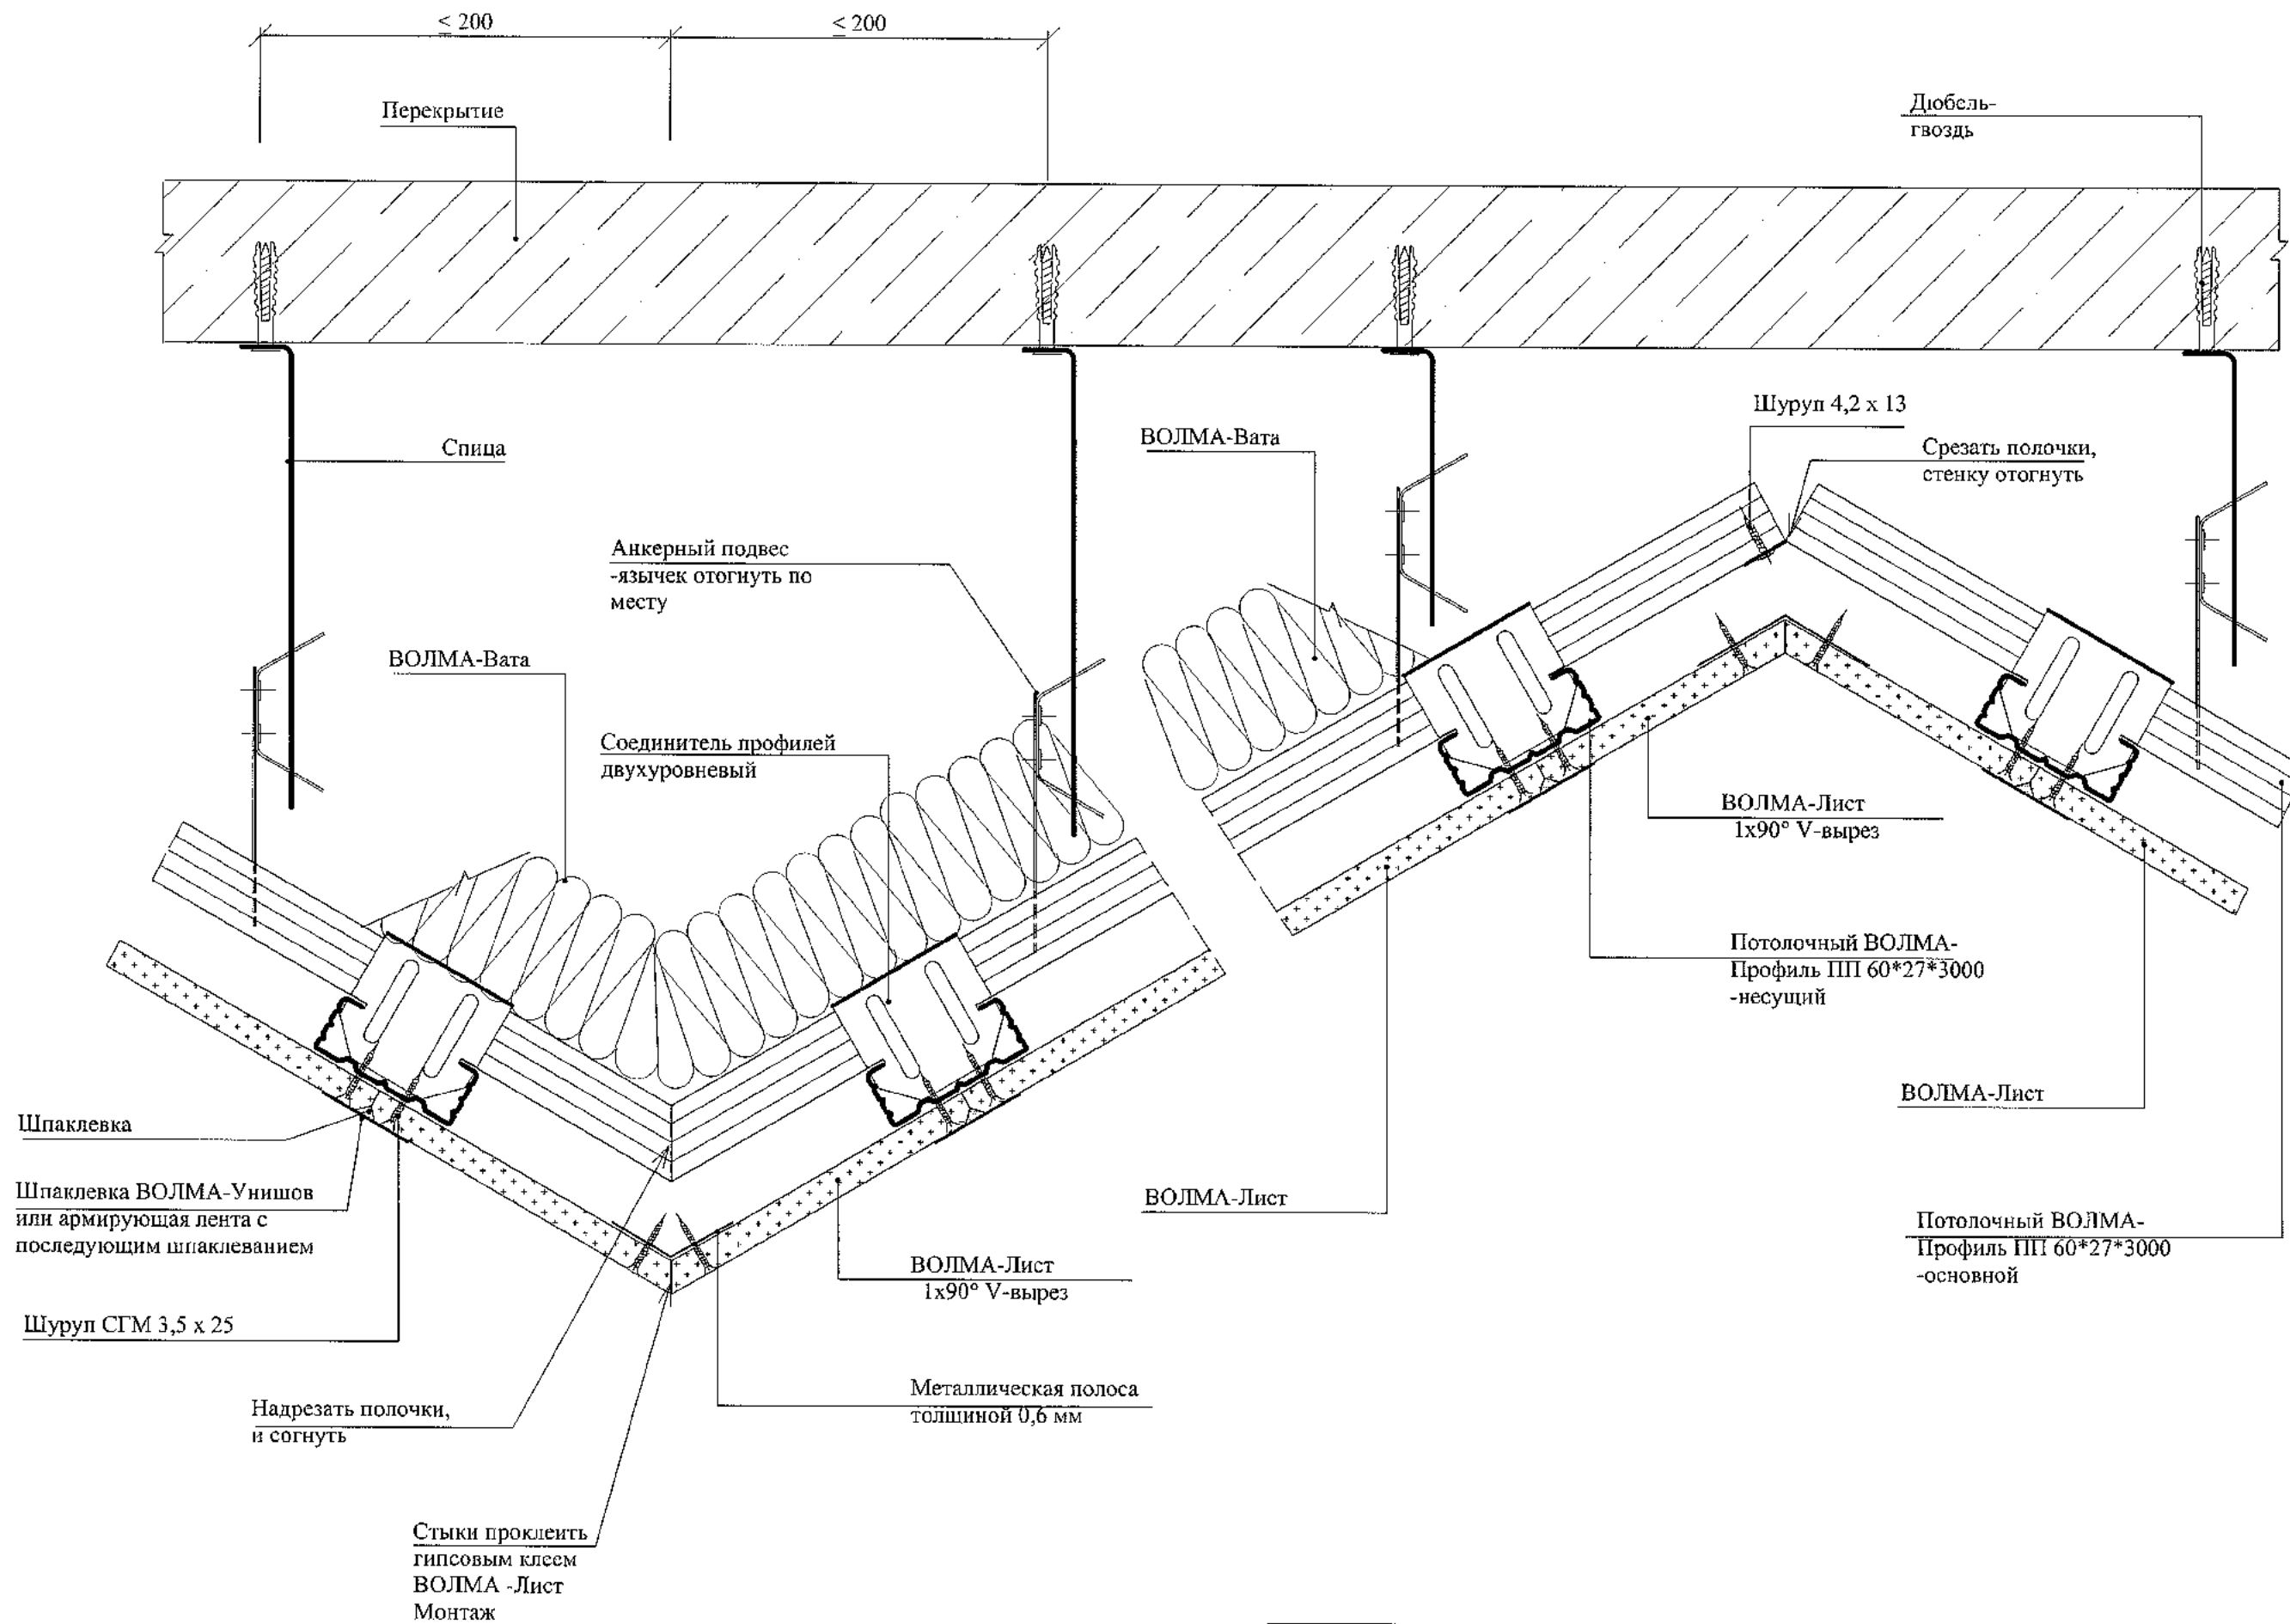 ≤ 200
≤ 200
Перекрытие
Дюбель-
гвоздь
Шуруп 4,2 х 13
Спица
ВОЛМА-Вата
Срезать полочки,
стенку отогнуть
Анкерный подвес
-язычек отогнуть по
месту
ВОЛМА-Вата
Соединитель профилей
двухуровневый
ВОЛМА-Лист
1х90° V-вырез
Потолочный ВОЛМА-
Профиль ПП 60*27*3000
-несущий
ВОЛМА-Лист
Шпаклевка
Шпаклевка ВОЛМА-Унишов
или армирующая лента с
последующим шпаклеванием
ВОЛМА-Лист
Потолочный ВОЛМА-
Профиль ПП 60*27*3000
-основной
ВОЛМА-Лист
1х90° V-вырез
Шуруп СГМ 3,5 х 25
Металлическая полоса
толщиной 0,6 мм
Надрезать полочки,
и согнуть
Стыки проклеить
гипсовым клеем
ВОЛМА -Лист
Монтаж